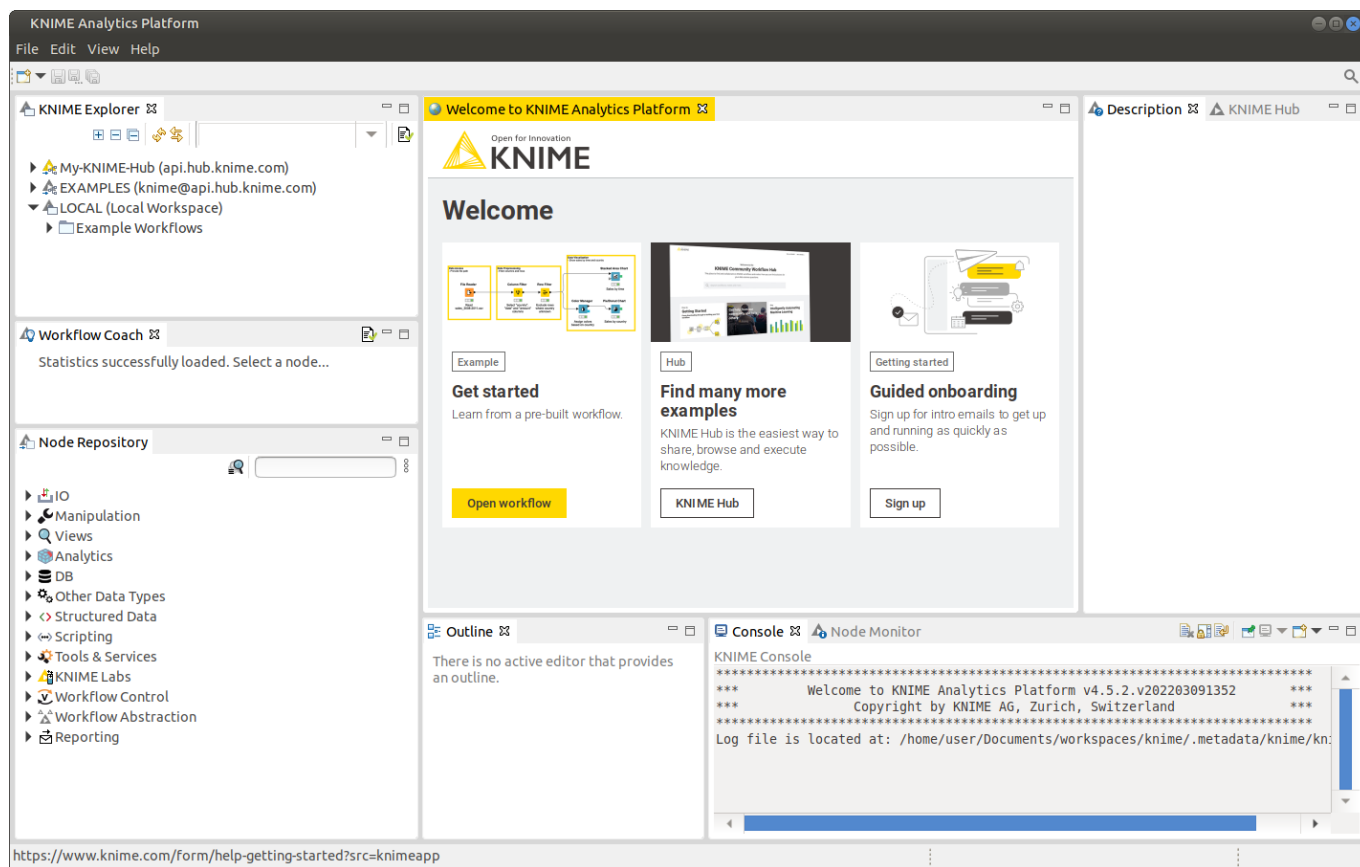 KNIME Analytics Platform
File Edit View Help
KNIME Explorer
My-KNIME-Hub (api.hub.knime.com)
EXAMPLES (knime@api.hub.knime.com)
LOCAL (Local Workspace)
Example Workflows
Workflow Coach
Statistics successfully loaded. Select a node...
Node Repository
IO
Manipulation
Views
Analytics
DB
Other Data Types
Structured Data
Scripting
Tools & Services
KNIME Labs
Workflow Control
Workflow Abstraction
Reporting
Welcome to KNIME Analytics Platform
Open for Innovation
KNIME
Welcome
Example
Get started
Learn from a pre-built workflow.
Open workflow
Hub
Find many more
examples
KNIME Hub is the easiest way to
share, browse and execute
knowledge.
KNIME Hub
Getting started
Guided onboarding
Sign up for intro emails to get up
and running as quickly as
possible.
Sign up
Description KNIME Hub
Outline
There is no active editor that provides
an outline.
Console Node Monitor
KNIME Console
********************************************************************************
*** Welcome to KNIME Analytics Platform v4.5.2.v202203091352 ***
*** Copyright by KNIME AG, Zurich, Switzerland ***
********************************************************************************
Log file is located at: /home/user/Documents/workspaces/knime/.metadata/knime/kni
https://www.knime.com/form/help-getting-started?src=knimeapp